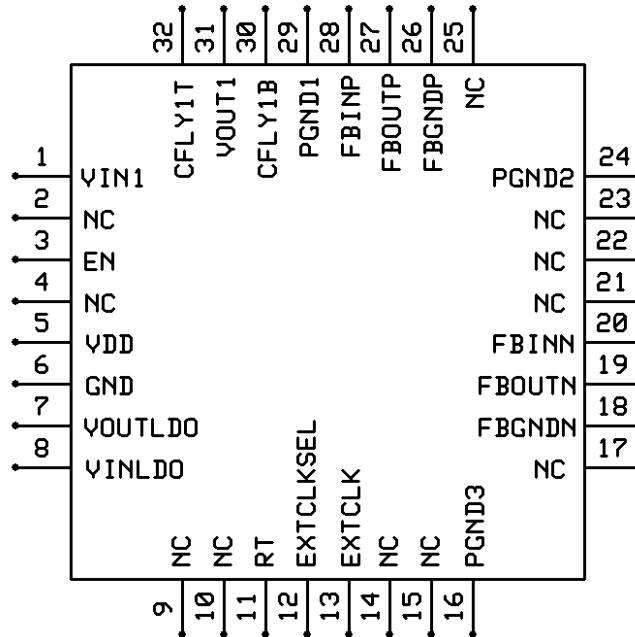 32 31 30 29 28 27 26 25
CFLY1T VOUT1 CFLY1B PGND1 FBINP FBOUTP FBGNDP NC
1 VIN1 PGND2 24
2 NC NC 23
3 EN NC 22
4 NC NC 21
5 VDD FBINN 20
6 GND FBOUTN 19
7 VOUTLDO FBGNDN 18
8 VINLDO NC 17
NC NC RT EXTCLKSEL EXTCLK NC NC PGND3
9 10 11 12 13 14 15 16